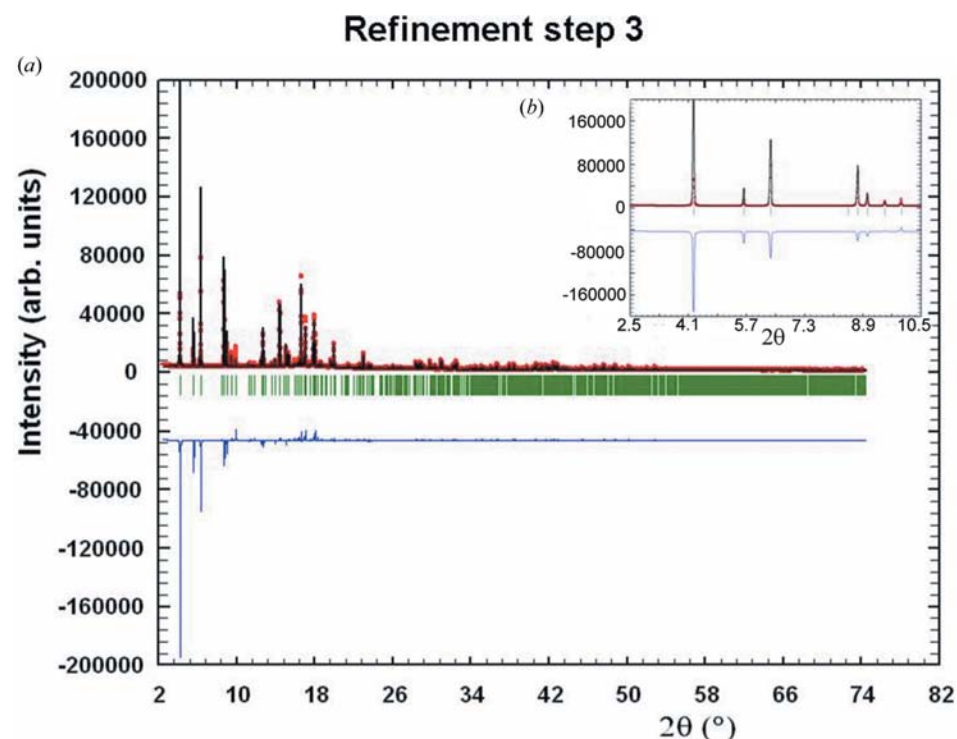 Refinement step 3
(a)
200000
160000
120000
80000
40000
0
-40000
-80000
-120000
-160000
-200000
Intensity (arb. units)
2 10 18 26 34 42 50 58 66 74 82
2θ (°)
(b)
160000
80000
0
-80000
-160000
2.5 4.1 5.7 7.3 8.9 10.5
2θ